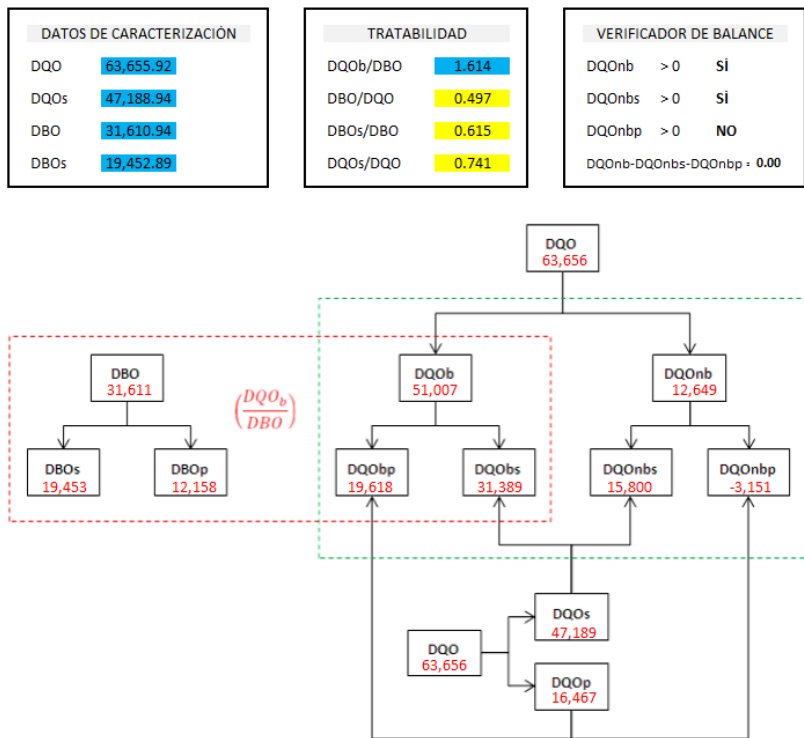 DATOS DE CARACTERIZACIÓN
DQO 63,655.92
DQOs 47,188.94
DBO 31,610.94
DBOs 19,452.89
TRATABILIDAD
DQOb/DBO 1.614
DBO/DQO 0.497
DBOs/DBO 0.615
DQOs/DQO 0.741
VERIFICADOR DE BALANCE
DQOnb > 0 SÍ
DQOnbs > 0 SÍ
DQOnbp > 0 NO
DQOnb-DQOnbs-DQOnbp = 0.00
DQO
63,656
DBO
31,611
(DQO_b/DBO)
DQOb
51,007
DQOnb
12,649
DBOs
19,453
DBOp
12,158
DQObp
19,618
DQObs
31,389
DQOnbs
15,800
DQOnbp
-3,151
DQOs
47,189
DQO
63,656
DQOp
16,467